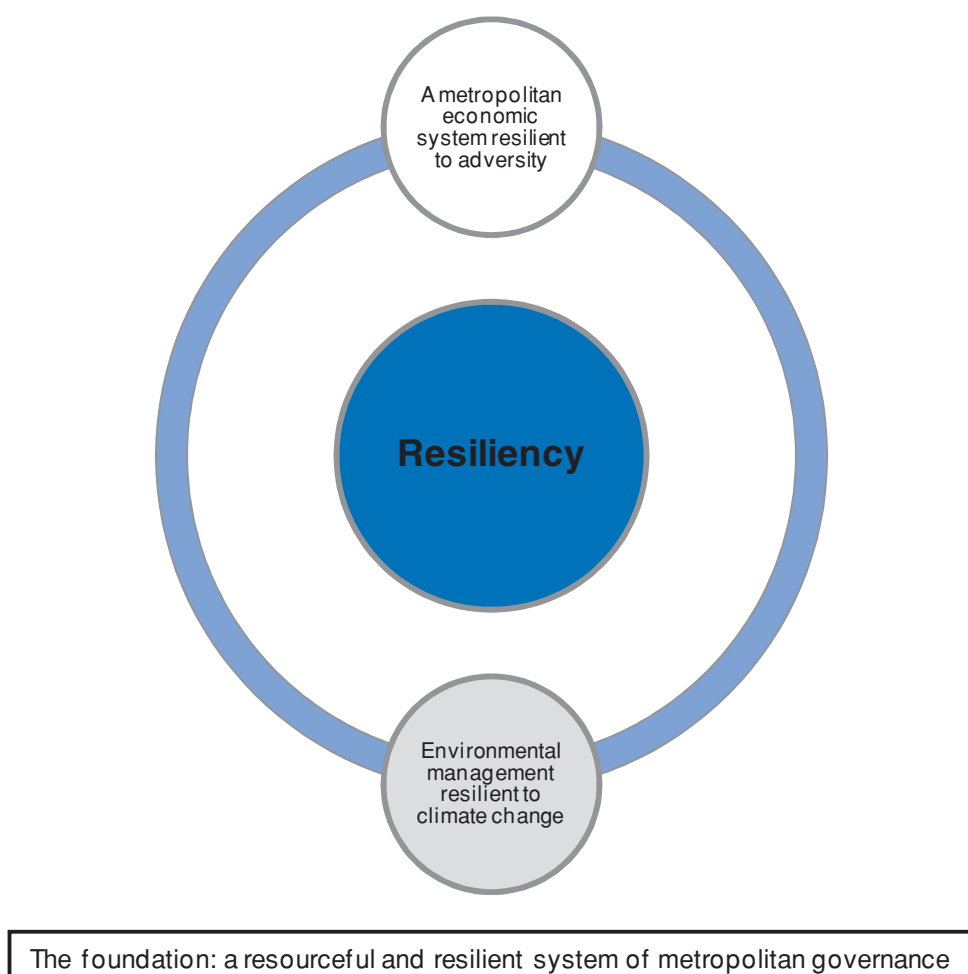 A metropolitan
economic
system resilient
to adversity
Resiliency
Environmental
management
resilient to
climate change
The foundation: a resourceful and resilient system of metropolitan governance